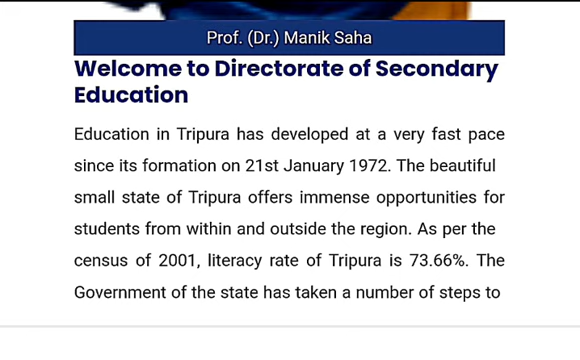 Prof. (Dr.) Manik Saha
Welcome to Directorate of Secondary
Education
Education in Tripura has developed at a very fast pace
since its formation on 21st January 1972. The beautiful
small state of Tripura offers immense opportunities for
students from within and outside the region. As per the
census of 2001, literacy rate of Tripura is 73.66%. The
Government of the state has taken a number of steps to